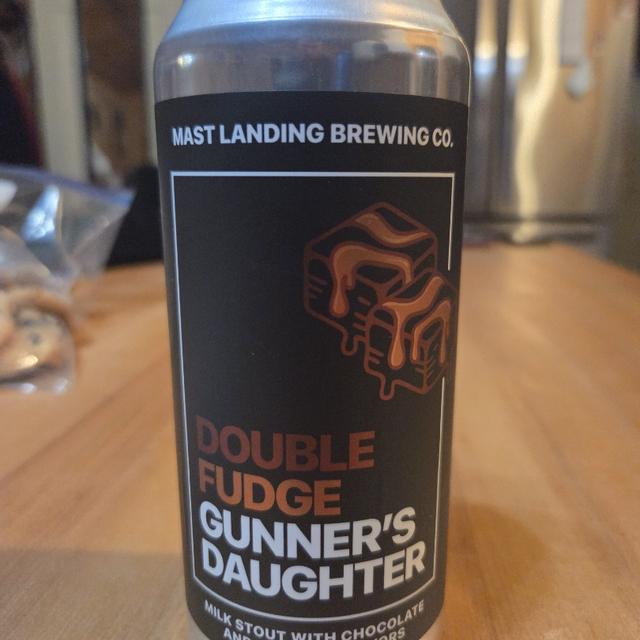 MAST LANDING BREWING CO.
DOUBLE
FUDGE
GUNNER'S
DAUGHTER
MILK STOUT WITH CHOCOLATE